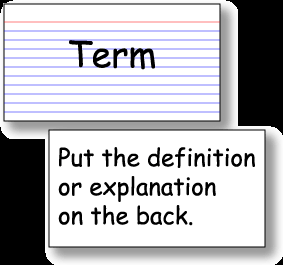 Term
Put the definition
or explanation
on the back.